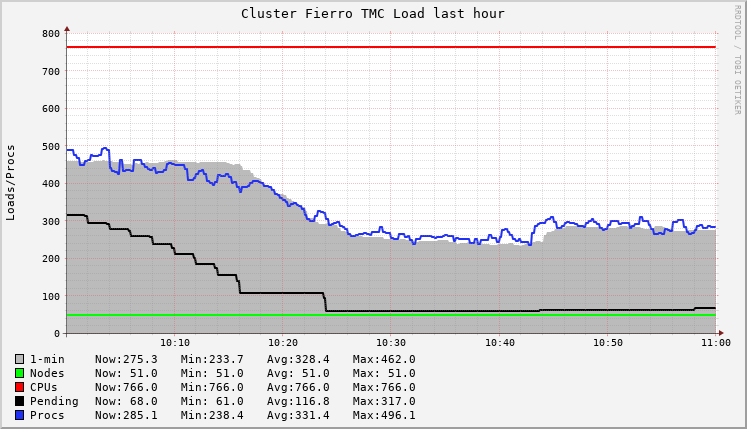 Cluster Fierro TMC Load last hour
RRDTOOL / TOBI OETIKER
Loads/Procs
800
700
600
500
400
300
200
100
0
10:10 10:20 10:30 10:40 10:50 11:00
1-min Now:275.3 Min:233.7 Avg:328.4 Max:462.0
Nodes Now: 51.0 Min: 51.0 Avg: 51.0 Max: 51.0
CPUs Now:766.0 Min:766.0 Avg:766.0 Max:766.0
Pending Now: 68.0 Min: 61.0 Avg:116.8 Max:317.0
Procs Now:285.1 Min:238.4 Avg:331.4 Max:496.1